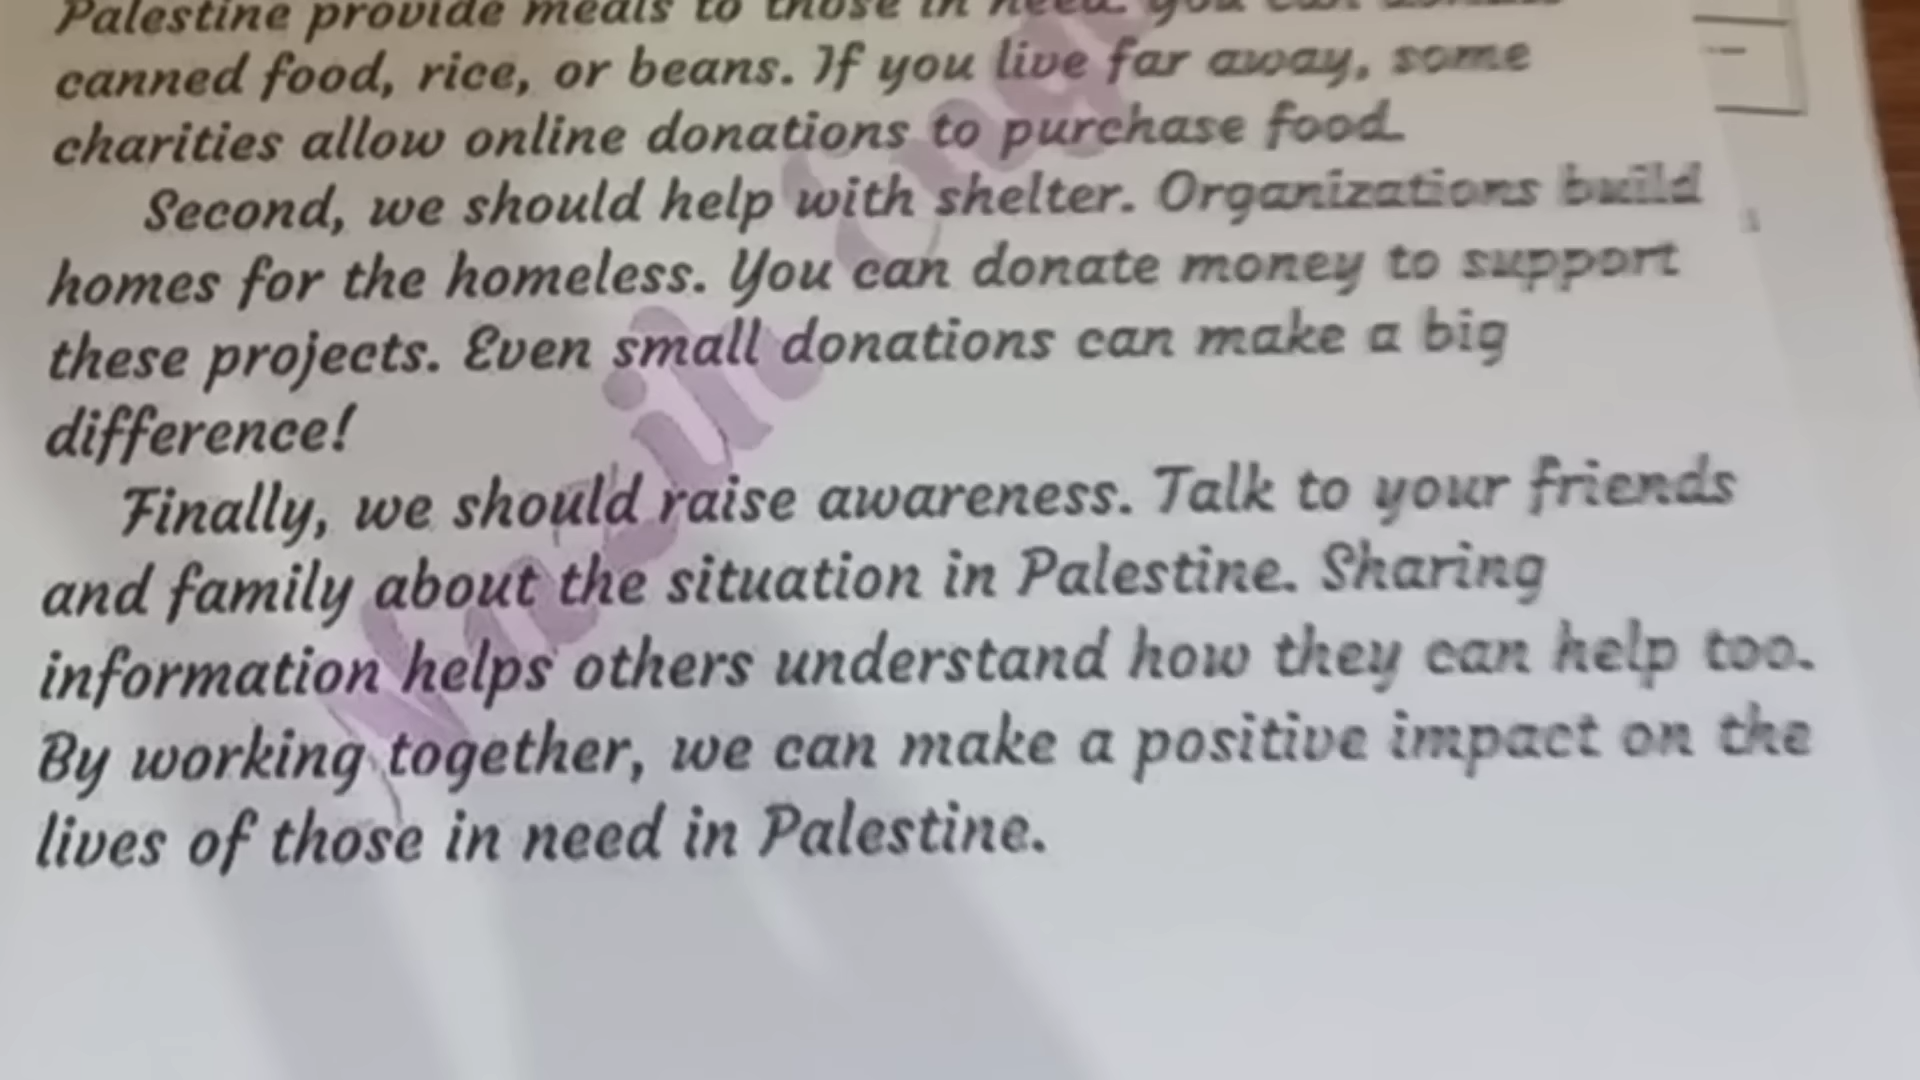 Palestine provide meals to those in need. You can donate
canned food, rice, or beans. If you live far away, some
charities allow online donations to purchase food.
Second, we should help with shelter. Organizations build
homes for the homeless. You can donate money to support
these projects. Even small donations can make a big
difference!
Finally, we should raise awareness. Talk to your friends
and family about the situation in Palestine. Sharing
information helps others understand how they can help too.
By working together, we can make a positive impact on the
lives of those in need in Palestine.